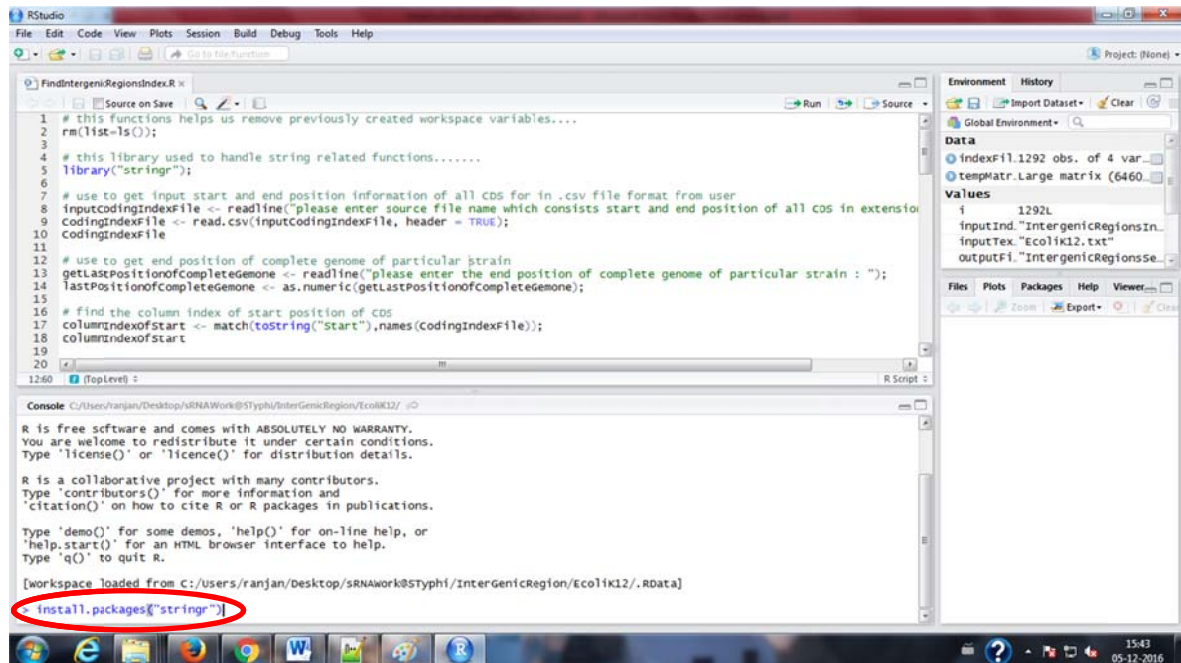 RStudio
File Edit Code View Plots Session Build Debug Tools Help
Go to file/function
Project: (None)
FindIntergenicRegionsIndex.R
Source on Save
Run
Source
1 # this functions helps us remove previously created workspace variables....
2 rm(list=ls());
3
4 # this library used to handle string related functions.......
5 library("stringr");
6
7 # use to get input start and end position information of all CDS for in .csv file format from user
8 inputCodingIndexFile <- readline("please enter source file name which consists start and end position of all CDS in extension
9 CodingIndexFile <- read.csv(inputCodingIndexFile, header = TRUE);
10 CodingIndexFile
11
12 # use to get end position of complete genome of particular strain
13 getLastPositionOfCompleteGemone <- readline("please enter the end position of complete genome of particular strain : ");
14 lastPositionOfCompleteGemone <- as.numeric(getLastPositionOfCompleteGemone);
15
16 # find the column index of start position of CDS
17 columnIndexOfStart <- match(toString("Start"),names(CodingIndexFile));
18 columnIndexOfStart
19
20
12:60 (Top Level)
R Script
Console C:/Users/ranjan/Desktop/sRNAWork@STyphi/InterGenicRegion/EcoliK12/
R is free software and comes with ABSOLUTELY NO WARRANTY.
You are welcome to redistribute it under certain conditions.
Type 'license()' or 'licence()' for distribution details.
R is a collaborative project with many contributors.
Type 'contributors()' for more information and
'citation()' on how to cite R or R packages in publications.
Type 'demo()' for some demos, 'help()' for on-line help, or
'help.start()' for an HTML browser interface to help.
Type 'q()' to quit R.
[workspace loaded from C:/Users/ranjan/Desktop/sRNAWork@STyphi/InterGenicRegion/EcoliK12/.RData]
> install.packages("stringr")
Environment History
Import Dataset Clear
Global Environment
Data
indexFil… 1292 obs. of 4 var…
tempMatr… Large matrix (6460…
Values
i 1292L
inputInd… "IntergenicRegionsIn…
inputTex… "EcoliK12.txt"
outputFi… "IntergenicRegionsSe…
Files Plots Packages Help Viewer
Zoom Export Clear
15:43
05-12-2016